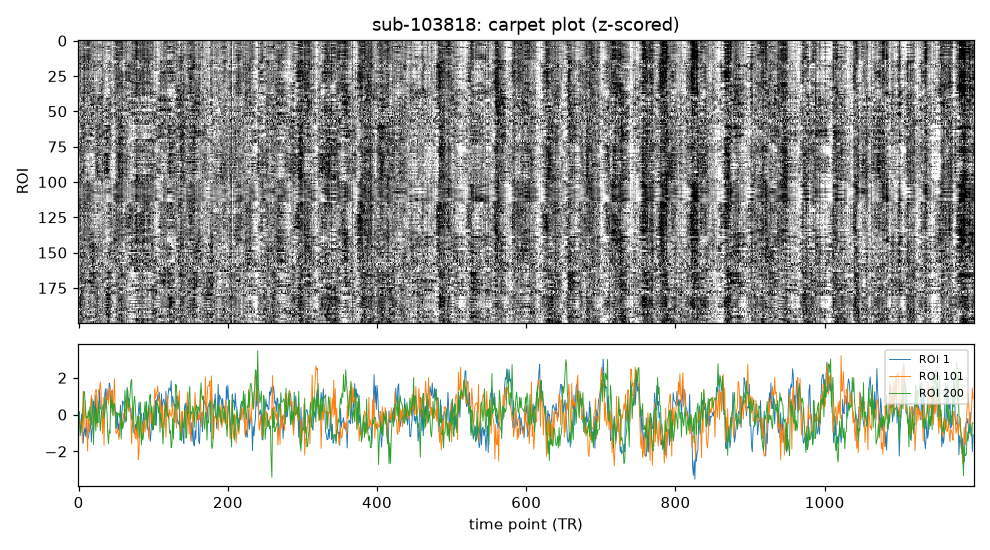 sub-103818: carpet plot (z-scored)
0
25
50
75
100
125
150
175
ROI
2
0
−2
ROI 1
ROI 101
ROI 200
0
200
400
600
800
1000
time point (TR)